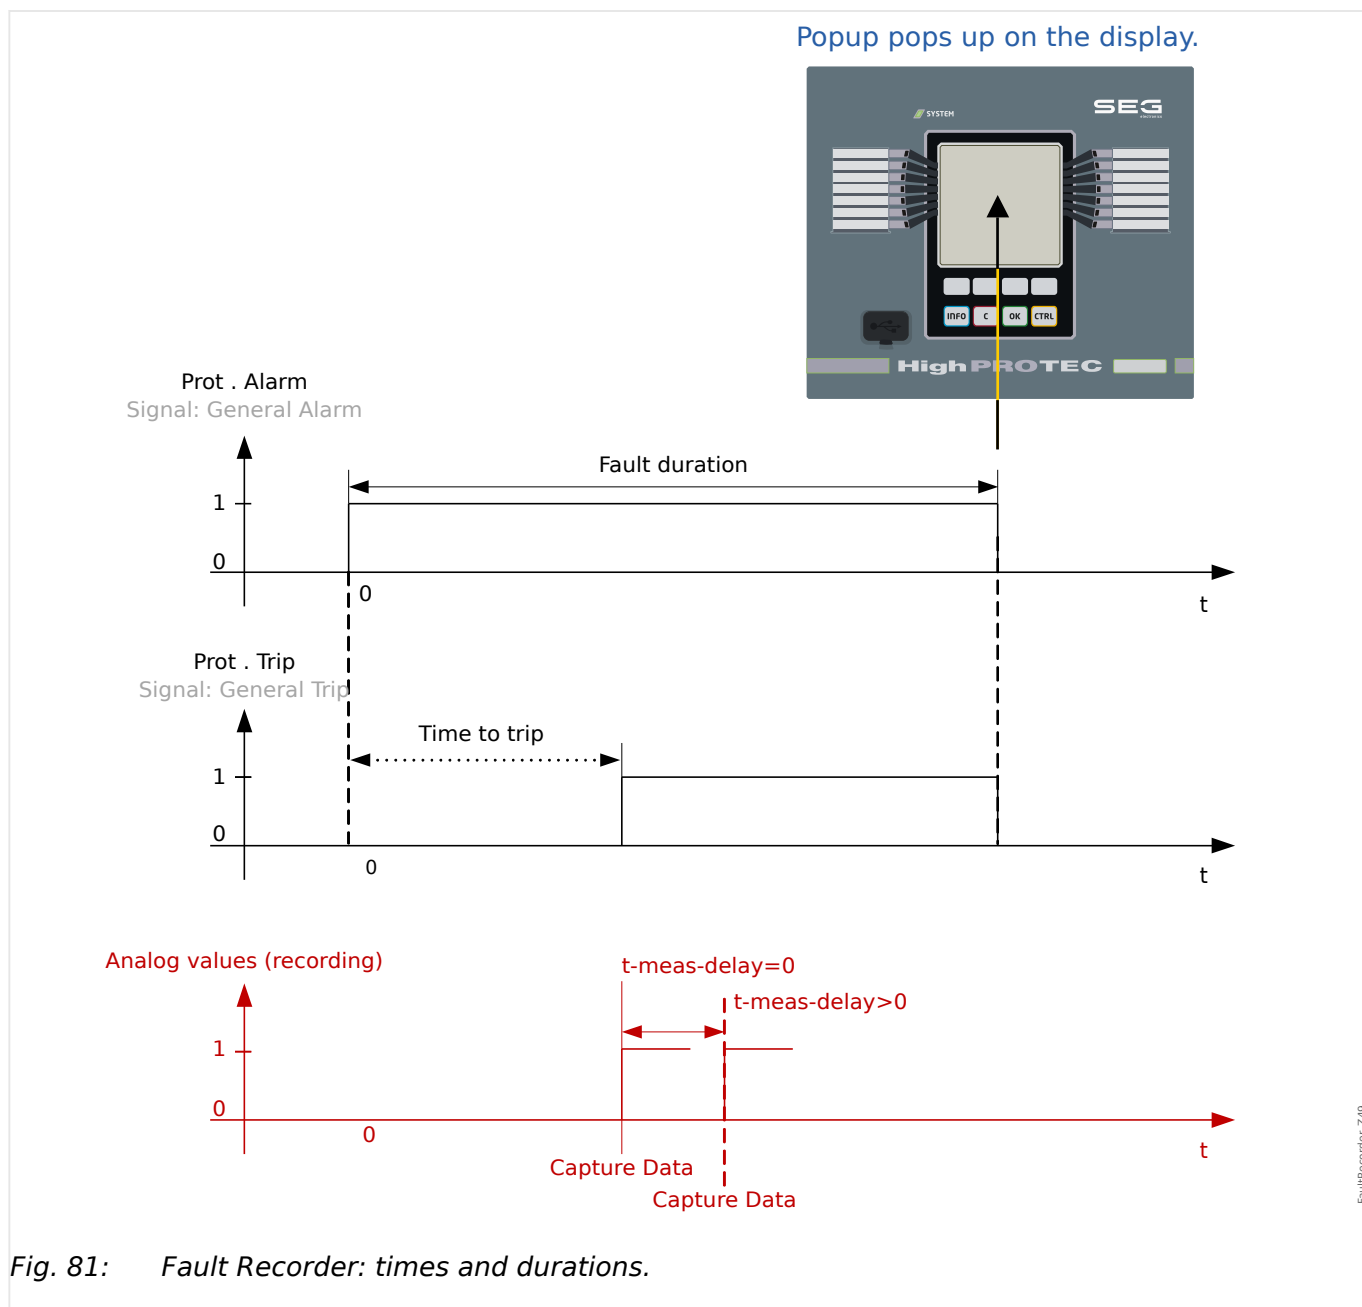 Popup pops up on the display.
SYSTEM
SEG
INFO C OK CTRL
HighPROTEC
Prot . Alarm
Signal: General Alarm
Fault duration
1
0
0
t
Prot . Trip
Signal: General Trip
Time to trip
1
0
0
t
Analog values (recording)
t-meas-delay=0
t-meas-delay>0
1
0
0
t
Capture Data
Capture Data
FaultRecorder_Z49
Fig. 81: Fault Recorder: times and durations.